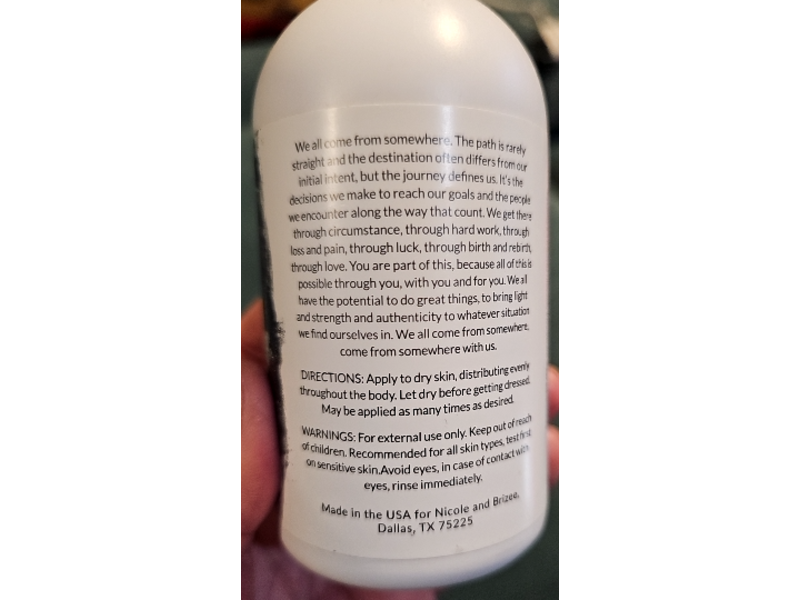 We all come from somewhere. The path is rarely
straight and the destination often differs from our
initial intent, but the journey defines us. It's the
decisions we make to reach our goals and the people
we encounter along the way that count. We get there
through circumstance, through hard work, through
loss and pain, through luck, through birth and rebirth,
through love. You are part of this, because all of this is
possible through you, with you and for you. We all
have the potential to do great things, to bring light
and strength and authenticity to whatever situation
we find ourselves in. We all come from somewhere,
come from somewhere with us.
DIRECTIONS: Apply to dry skin, distributing evenly
throughout the body. Let dry before getting dressed.
May be applied as many times as desired.
WARNINGS: For external use only. Keep out of reach
of children. Recommended for all skin types, test first
on sensitive skin.Avoid eyes, in case of contact with
eyes, rinse immediately.
Made in the USA for Nicole and Brizee,
Dallas, TX 75225